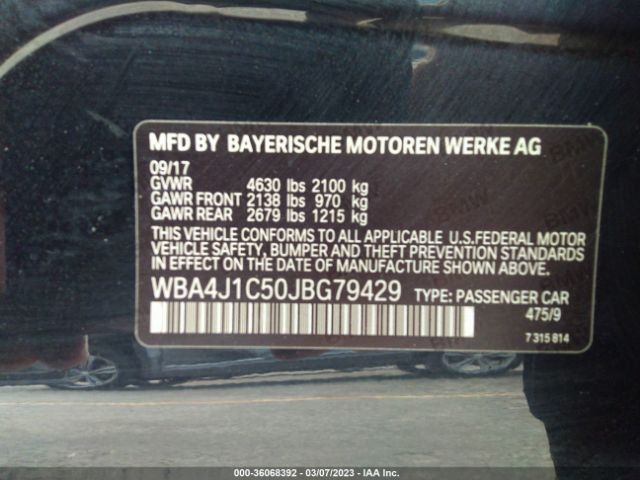 MFD BY BAYERISCHE MOTOREN WERKE AG
09/17
GVWR 4630 lbs 2100 kg
GAWR FRONT 2138 lbs 970 kg
GAWR REAR 2679 lbs 1215 kg
THIS VEHICLE CONFORMS TO ALL APPLICABLE U.S.FEDERAL MOTOR
VEHICLE SAFETY, BUMPER AND THEFT PREVENTION STANDARDS
IN EFFECT ON THE DATE OF MANUFACTURE SHOWN ABOVE.
WBA4J1C50JBG79429 TYPE: PASSENGER CAR
475/9
7 315 814
000-36068392 - 03/07/2023 - IAA Inc.